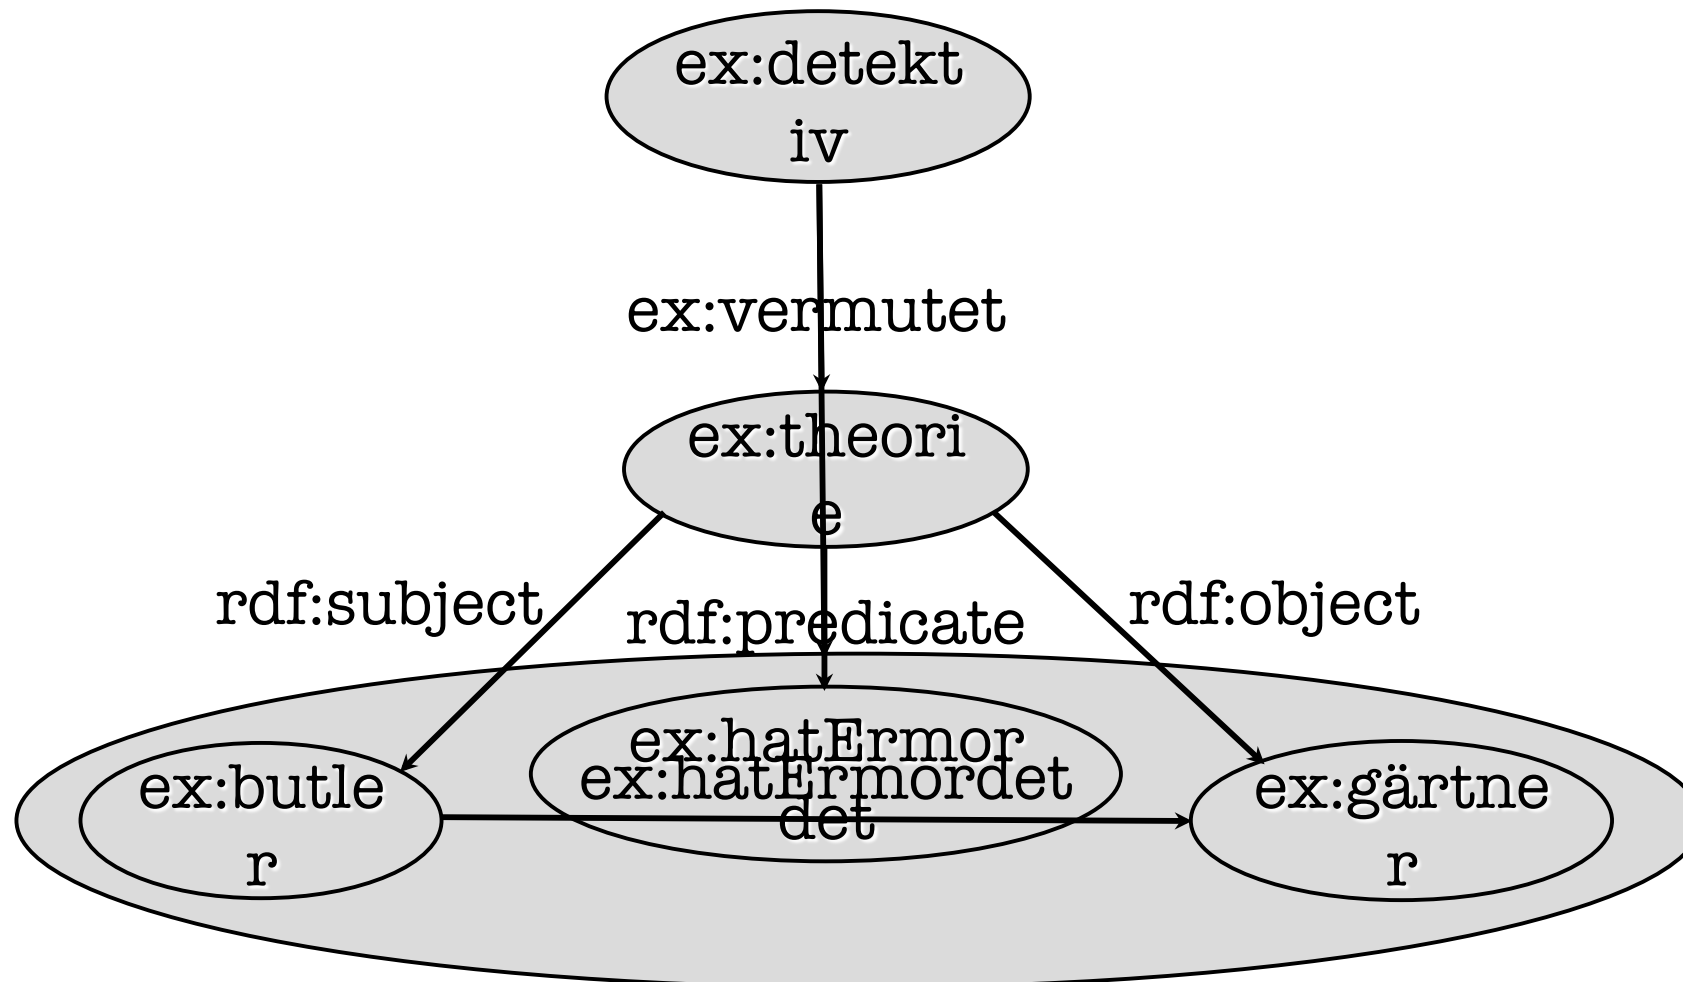 ex:detekt
iv
ex:vermutet
ex:theori
e
rdf:subject
rdf:predicate
rdf:object
ex:hatErmor
det
ex:hatErmordet
ex:butle
r
ex:gärtne
r